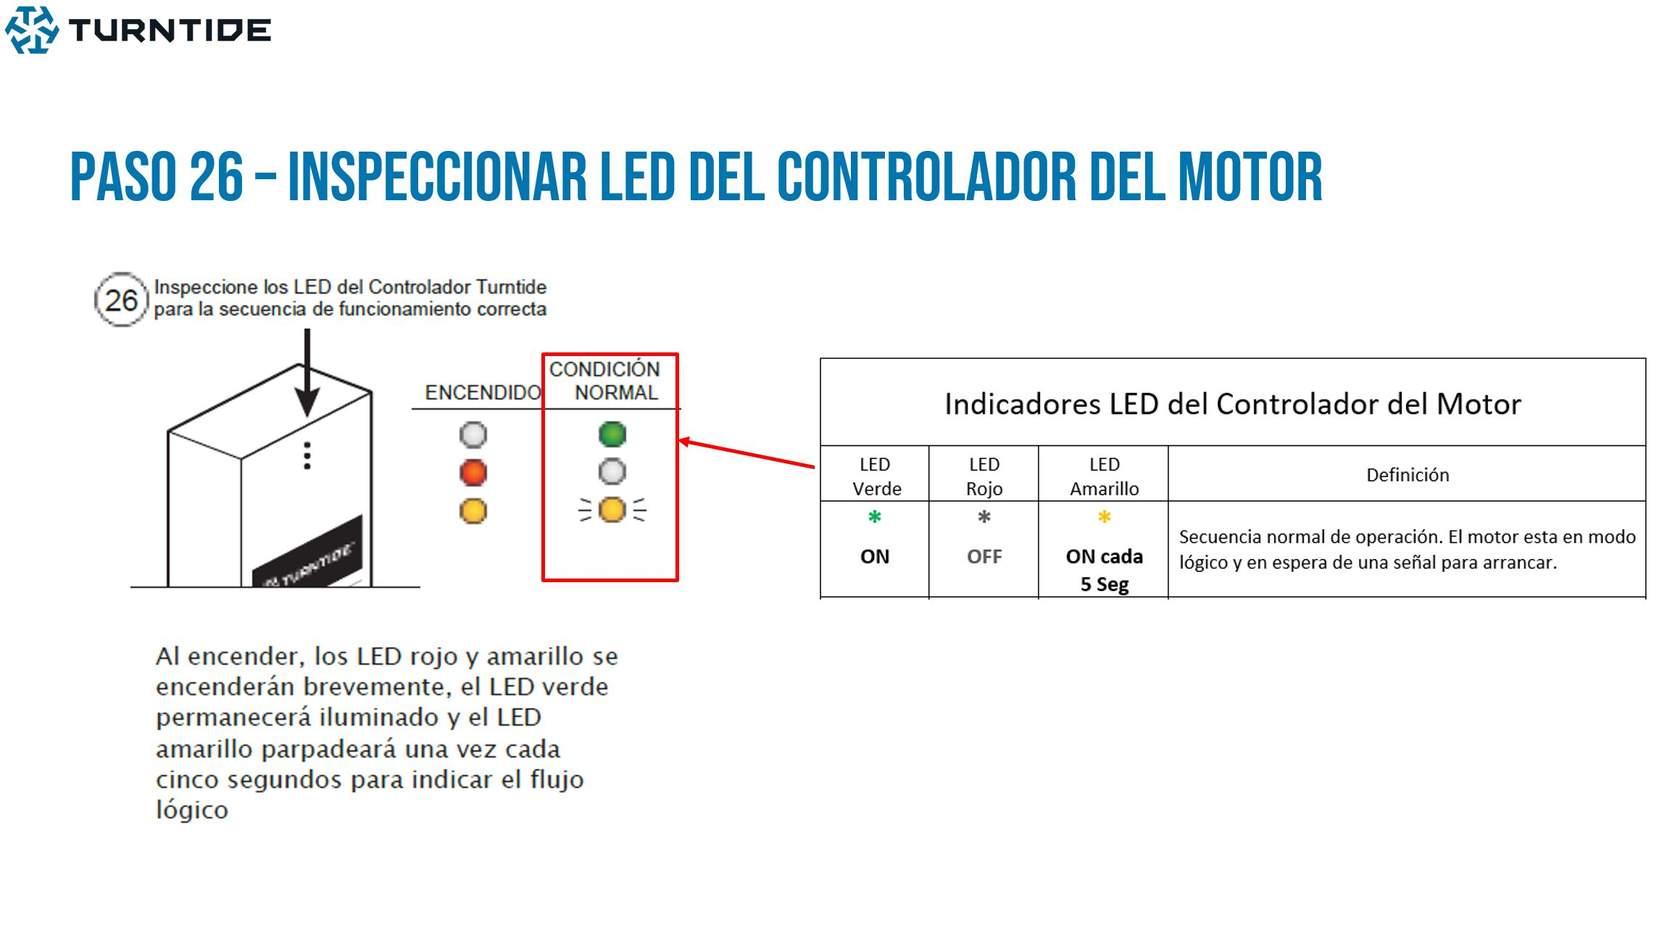 TURNTIDE
PASO 26 – INSPECCIONAR LED DEL CONTROLADOR DEL MOTOR
26
Inspeccione los LED del Controlador Turntide
para la secuencia de funcionamiento correcta
ENCENDIDO
CONDICIÓN
NORMAL
TURNTIDE
Indicadores LED del Controlador del Motor
LED
Verde
LED
Rojo
LED
Amarillo
Definición
*
ON
*
OFF
*
ON cada
5 Seg
Secuencia normal de operación. El motor esta en modo
lógico y en espera de una señal para arrancar.
Al encender, los LED rojo y amarillo se
encenderán brevemente, el LED verde
permanecerá iluminado y el LED
amarillo parpadeará una vez cada
cinco segundos para indicar el flujo
lógico